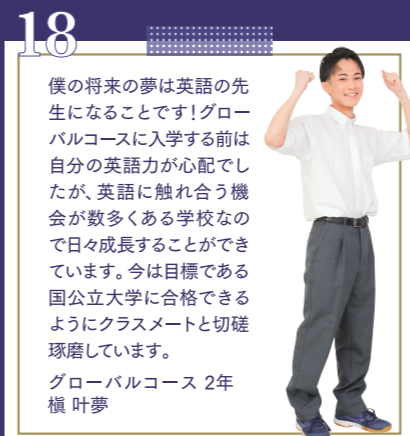 18
僕の将来の夢は英語の先
生になることです!グロー
バルコースに入学する前は
自分の英語力が心配でし
たが、英語に触れ合う機
会が数多くある学校なの
で日々成長することができ
ています。今は目標である
国公立大学に合格できる
ようにクラスメートと切磋
琢磨しています。
グローバルコース 2年
槇 叶夢